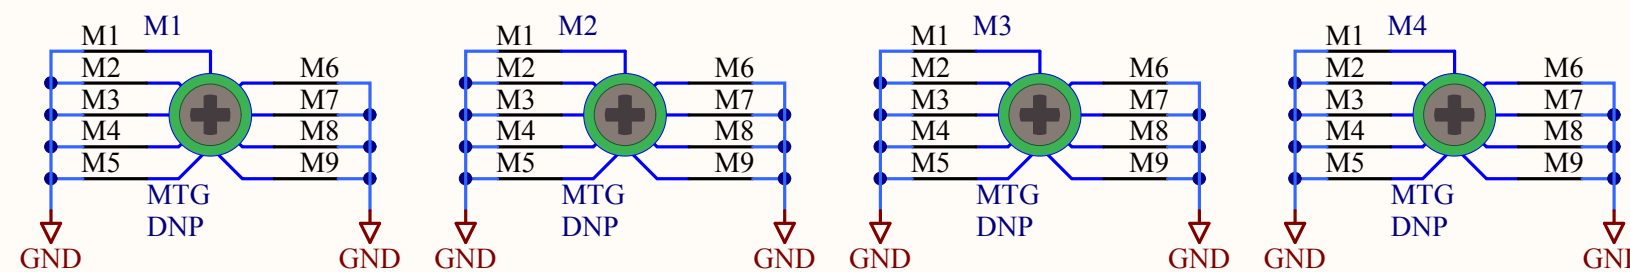 M1 M1 M1 M2 M1 M3 M1 M4
M2 M6 M2 M6 M2 M6 M2 M6
M3 M7 M3 M7 M3 M7 M3 M7
M4 M8 M4 M8 M4 M8 M4 M8
M5 M9 M5 M9 M5 M9 M5 M9
MTG MTG MTG MTG
DNP DNP DNP DNP
GND GND GND GND GND GND GND GND